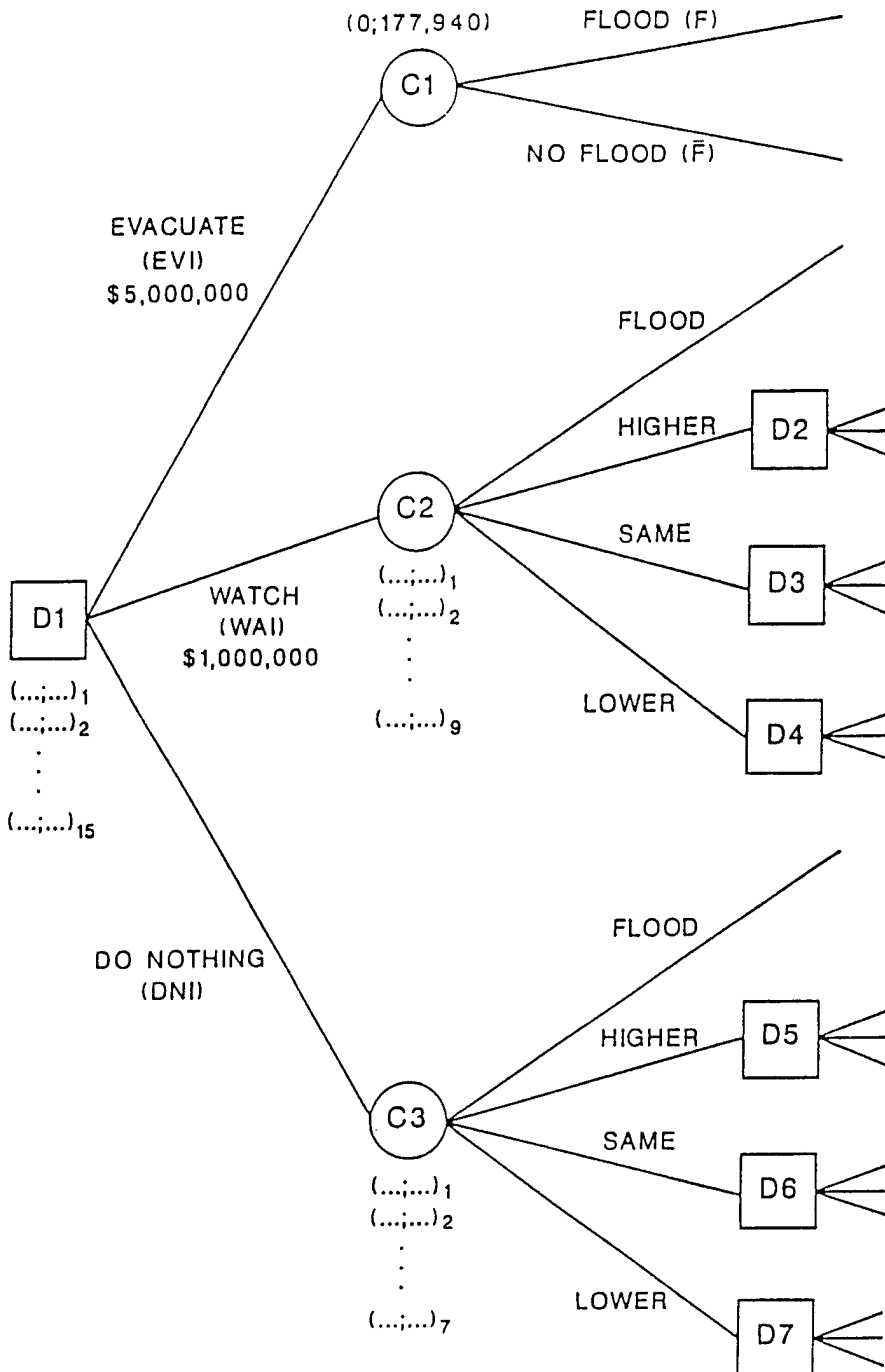 (0;177,940)
FLOOD (F)
C1
NO FLOOD (F̄)
EVACUATE
(EVI)
$5,000,000
FLOOD
HIGHER
D2
C2
SAME
D3
(...;...)1
(...;...)2
.
.
.
(...;...)9
LOWER
D4
D1
WATCH
(WAI)
$1,000,000
(...;...)1
(...;...)2
.
.
.
(...;...)15
DO NOTHING
(DNI)
FLOOD
HIGHER
D5
C3
SAME
D6
(...;...)1
(...;...)2
.
.
.
(...;...)7
LOWER
D7